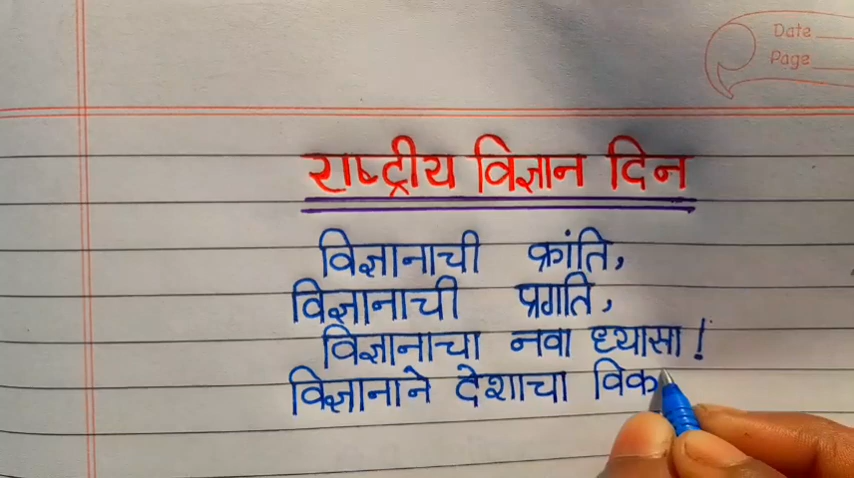 Date
Page
राष्ट्रीय विज्ञान दिन
विज्ञानाची क्रांति,
विज्ञानाची प्रगति,
विज्ञानाचा नवा ध्यासा!
विज्ञानाने देशाचा विक